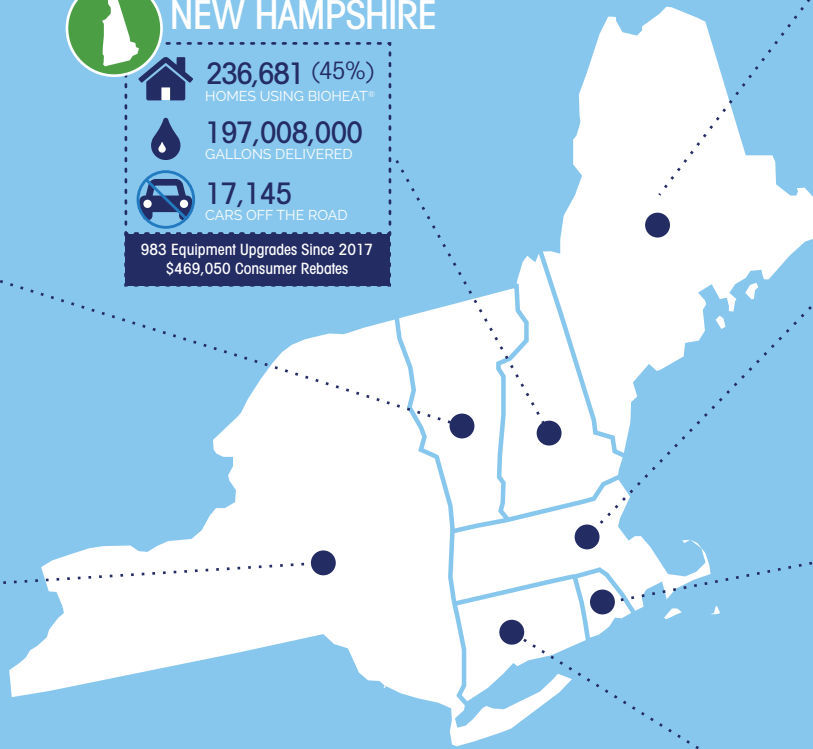 NEW HAMPSHIRE
236,681 (45%)
HOMES USING BIOHEAT®
197,008,000
GALLONS DELIVERED
17,145
CARS OFF THE ROAD
983 Equipment Upgrades Since 2017
$469,050 Consumer Rebates